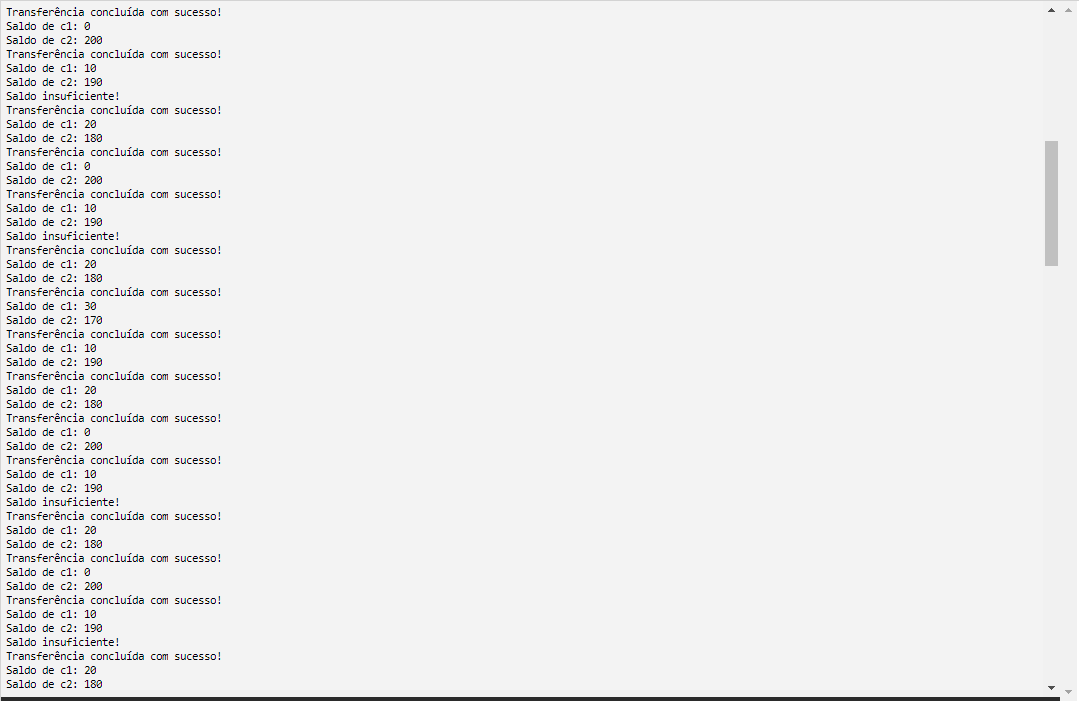 Transferência concluída com sucesso!
Saldo de c1: 0
Saldo de c2: 200
Transferência concluída com sucesso!
Saldo de c1: 10
Saldo de c2: 190
Saldo insuficiente!
Transferência concluída com sucesso!
Saldo de c1: 20
Saldo de c2: 180
Transferência concluída com sucesso!
Saldo de c1: 0
Saldo de c2: 200
Transferência concluída com sucesso!
Saldo de c1: 10
Saldo de c2: 190
Saldo insuficiente!
Transferência concluída com sucesso!
Saldo de c1: 20
Saldo de c2: 180
Transferência concluída com sucesso!
Saldo de c1: 30
Saldo de c2: 170
Transferência concluída com sucesso!
Saldo de c1: 10
Saldo de c2: 190
Transferência concluída com sucesso!
Saldo de c1: 20
Saldo de c2: 180
Transferência concluída com sucesso!
Saldo de c1: 0
Saldo de c2: 200
Transferência concluída com sucesso!
Saldo de c1: 10
Saldo de c2: 190
Saldo insuficiente!
Transferência concluída com sucesso!
Saldo de c1: 20
Saldo de c2: 180
Transferência concluída com sucesso!
Saldo de c1: 0
Saldo de c2: 200
Transferência concluída com sucesso!
Saldo de c1: 10
Saldo de c2: 190
Saldo insuficiente!
Transferência concluída com sucesso!
Saldo de c1: 20
Saldo de c2: 180